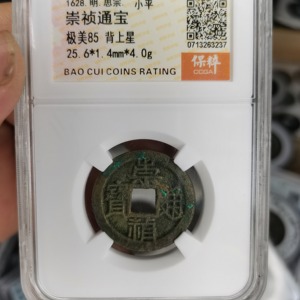 1628. 明. 思宗. 小平
崇祯通宝
极美85 背上星
25.6*1.4mm*4.0g
BAO CUI COINS RATING
0713263237
保粹
CCGA
崇
寶 通
禎